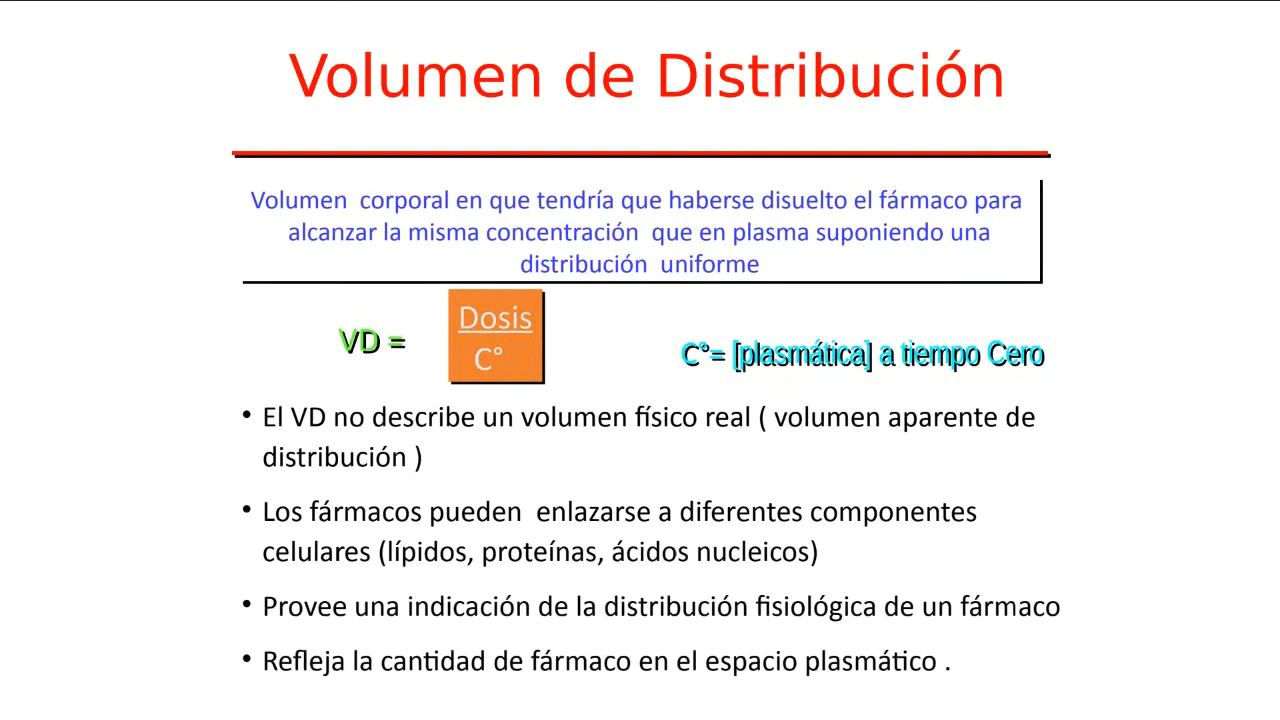 Volumen de Distribución
Volumen corporal en que tendría que haberse disuelto el fármaco para
alcanzar la misma concentración que en plasma suponiendo una
distribución uniforme
VD =
Dosis
C°
C°= [plasmática] a tiempo Cero
• El VD no describe un volumen físico real ( volumen aparente de
distribución )
• Los fármacos pueden enlazarse a diferentes componentes
celulares (lípidos, proteínas, ácidos nucleicos)
• Provee una indicación de la distribución fisiológica de un fármaco
• Refleja la cantidad de fármaco en el espacio plasmático .